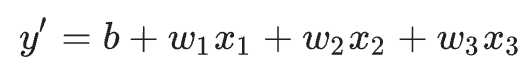 y′ = b + w₁x₁ + w₂x₂ + w₃x₃